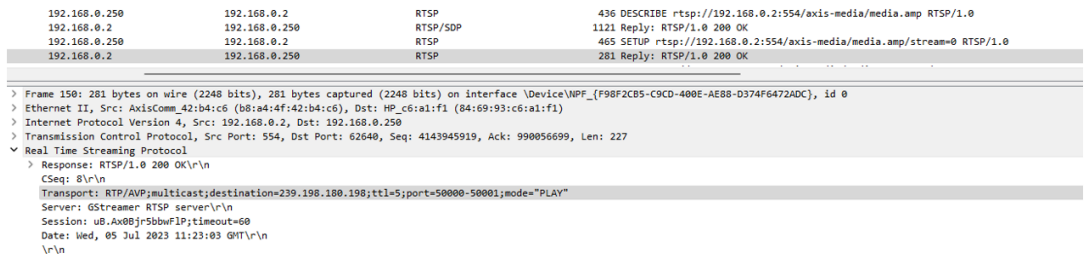 192.168.0.250 192.168.0.2 RTSP 436 DESCRIBE rtsp://192.168.0.2:554/axis-media/media.amp RTSP/1.0
192.168.0.2 192.168.0.250 RTSP/SDP 1121 Reply: RTSP/1.0 200 OK
192.168.0.250 192.168.0.2 RTSP 465 SETUP rtsp://192.168.0.2:554/axis-media/media.amp/stream=0 RTSP/1.0
192.168.0.2 192.168.0.250 RTSP 281 Reply: RTSP/1.0 200 OK
> Frame 150: 281 bytes on wire (2248 bits), 281 bytes captured (2248 bits) on interface \Device\NPF_{F98F2CB5-C9CD-400E-AE88-D374F6472ADC}, id 0
> Ethernet II, Src: AxisComm_42:b4:c6 (b8:a4:4f:42:b4:c6), Dst: HP_c6:a1:f1 (84:69:93:c6:a1:f1)
> Internet Protocol Version 4, Src: 192.168.0.2, Dst: 192.168.0.250
> Transmission Control Protocol, Src Port: 554, Dst Port: 62640, Seq: 4143945919, Ack: 990056699, Len: 227
Real Time Streaming Protocol
> Response: RTSP/1.0 200 OK\r\n
CSeq: 8\r\n
Transport: RTP/AVP;multicast;destination=239.198.180.198;ttl=5;port=50000-50001;mode="PLAY"
Server: GStreamer RTSP server\r\n
Session: uB.Ax0Bjr5bbwFlP;timeout=60
Date: Wed, 05 Jul 2023 11:23:03 GMT\r\n
\r\n